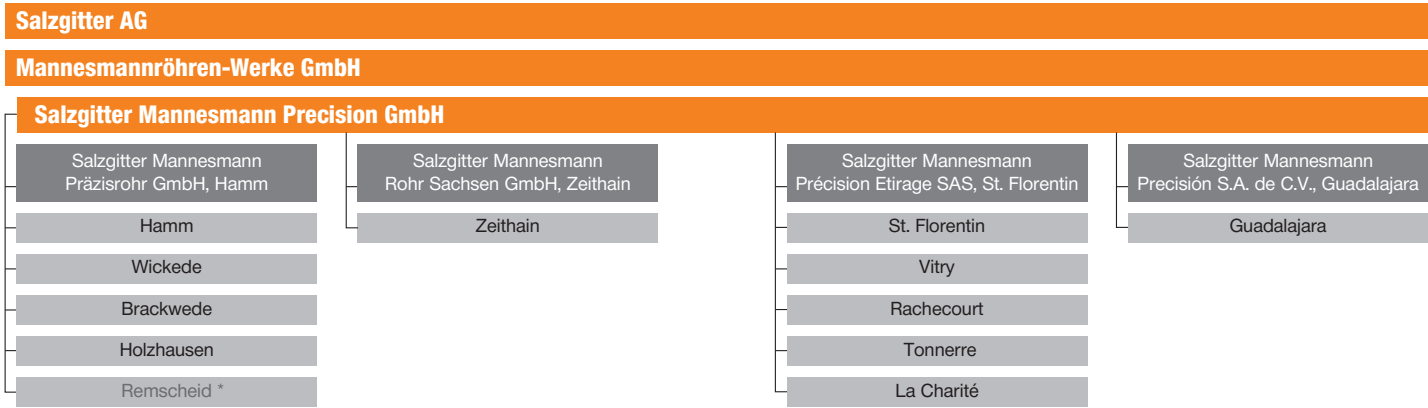 Salzgitter AG
Mannesmannröhren-Werke GmbH
Salzgitter Mannesmann Precision GmbH
Salzgitter Mannesmann
Präzisrohr GmbH, Hamm
Hamm
Wickede
Brackwede
Holzhausen
Remscheid *
Salzgitter Mannesmann
Rohr Sachsen GmbH, Zeithain
Zeithain
Salzgitter Mannesmann
Précision Etirage SAS, St. Florentin
St. Florentin
Vitry
Rachecourt
Tonnerre
La Charité
Salzgitter Mannesmann
Precisión S.A. de C.V., Guadalajara
Guadalajara